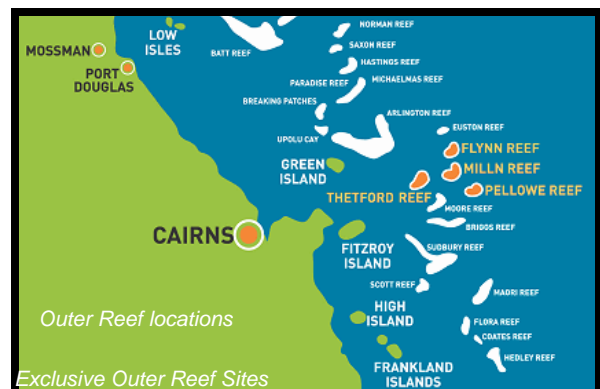 NORMAN REEF
LOW
ISLES
SAXON REEF
MOSSMAN
BATT REEF
HASTINGS REEF
PORT
DOUGLAS
PARADISE REEF
MICHAELMAS REEF
BREAKING PATCHES
ARLINGTON REEF
EUSTON REEF
UPOLU CAY
FLYNN REEF
GREEN
ISLAND
MILLN REEF
THETFORD REEF
PELLOWE REEF
MOORE REEF
BRIGGS REEF
CAIRNS
FITZROY
ISLAND
SUDBURY REEF
SCOTT REEF
MADRI REEF
HIGH
ISLAND
Outer Reef locations
FLORA REEF
COATES REEF
HEDLEY REEF
FRANKLAND
ISLANDS
Exclusive Outer Reef Sites